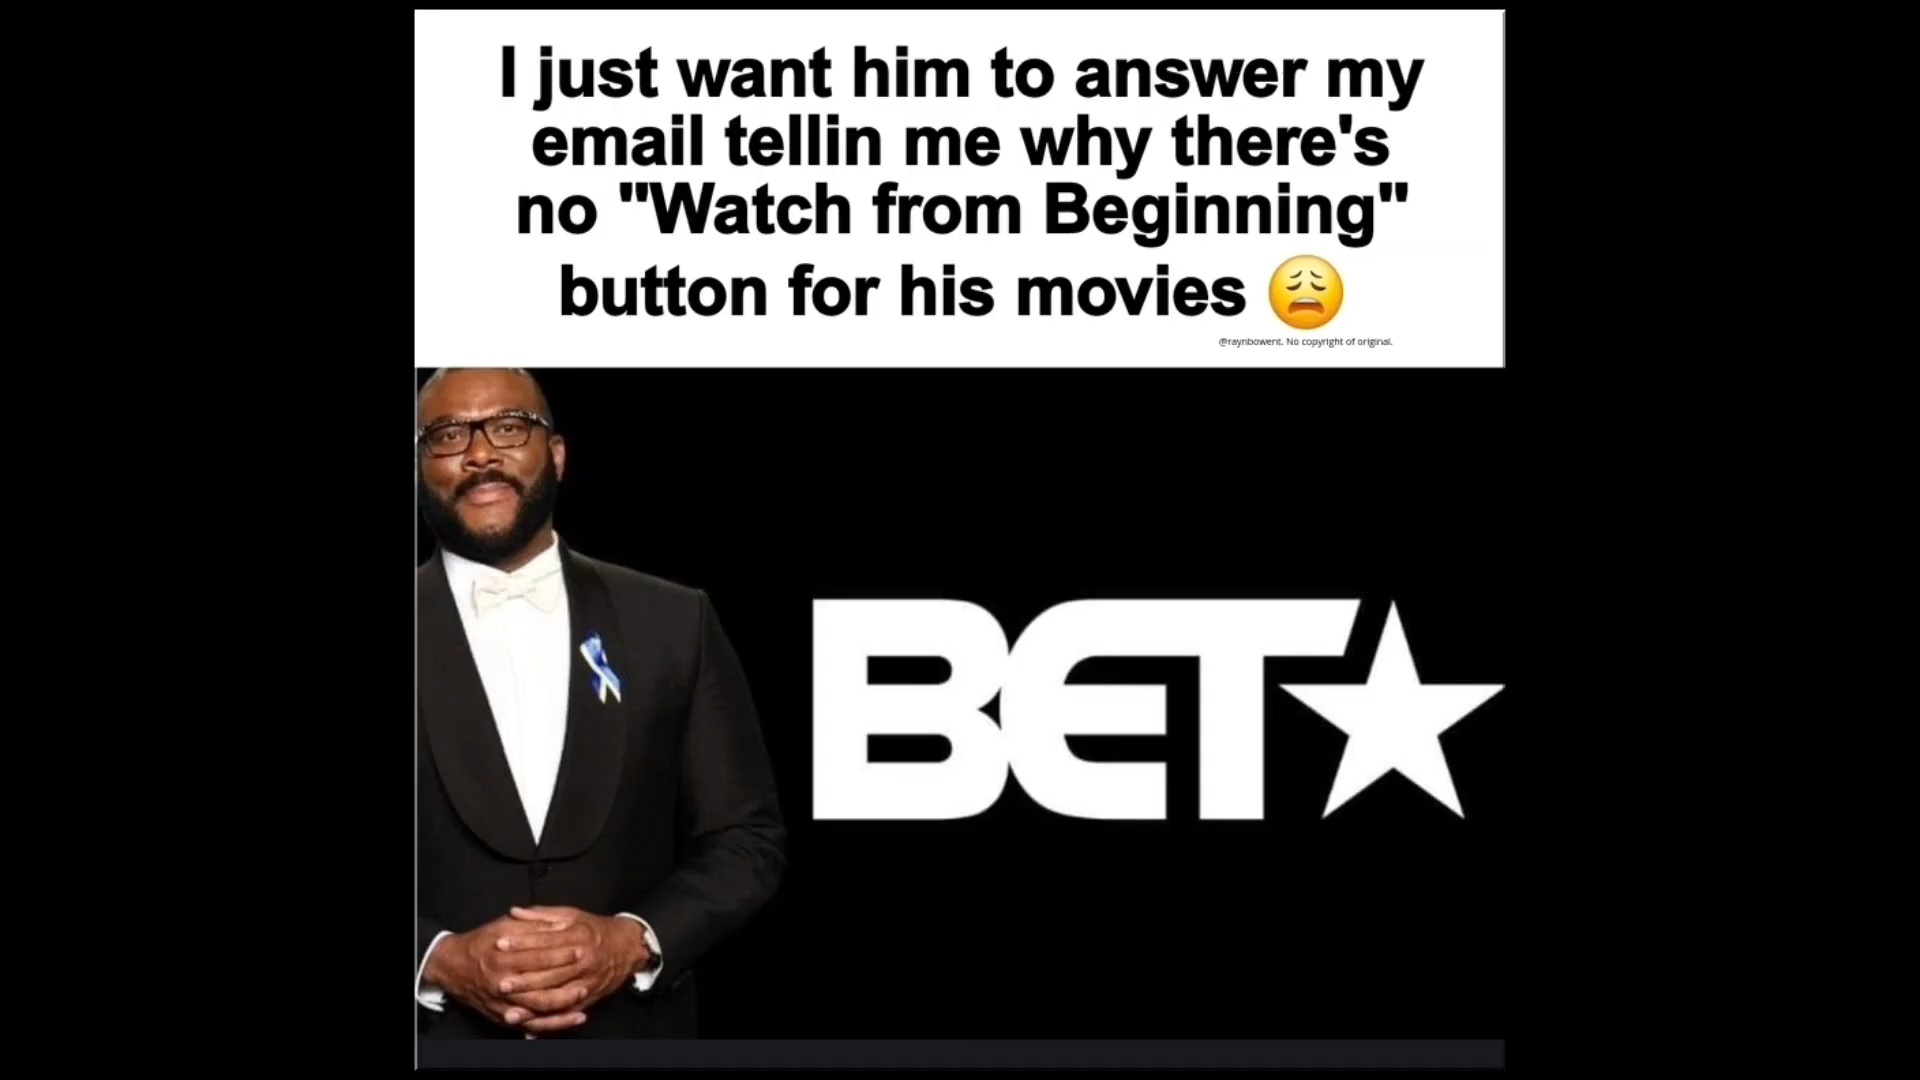 I just want him to answer my
email tellin me why there's
no "Watch from Beginning"
button for his movies 😩
@raynbowent. No copyright of original.
BET